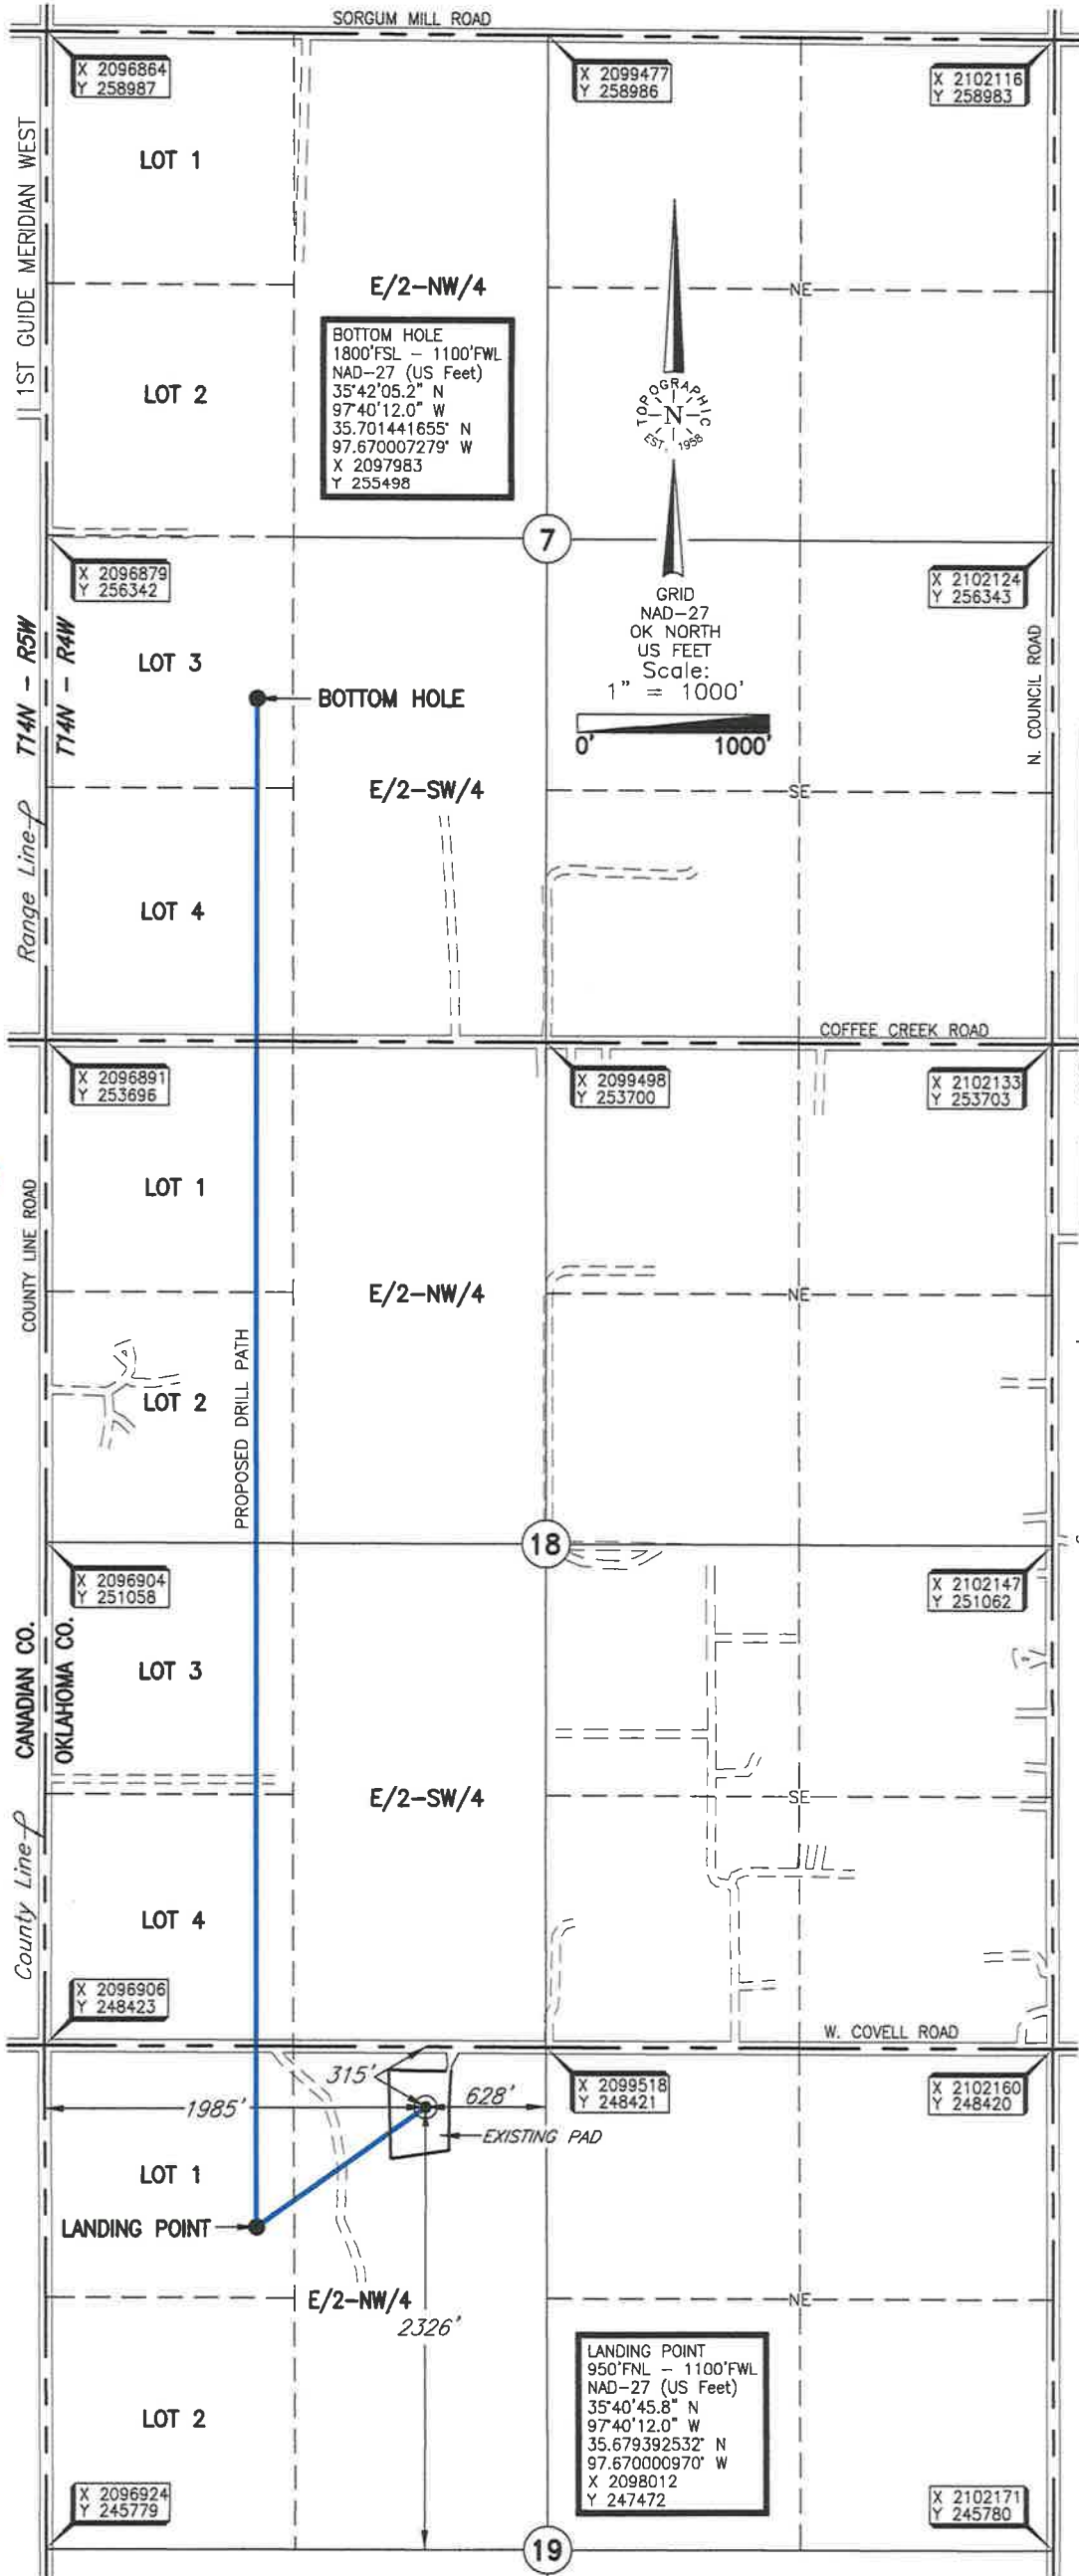 SORGUM MILL ROAD
X 2096864
Y 258987
X 2099477
Y 258986
X 2102116
Y 258983
1ST GUIDE MERIDIAN WEST
LOT 1
E/2-NW/4
NE
BOTTOM HOLE
1800'FSL - 1100'FWL
NAD-27 (US Feet)
35°42'05.2" N
97°40'12.0" W
35.701441655° N
97.670007279° W
X 2097983
Y 255498
LOT 2
TOPOGRAPHIC
N
EST. 1958
7
X 2096879
Y 256342
X 2102124
Y 256343
GRID
NAD-27
OK NORTH
US FEET
Scale:
1" = 1000'
0' 1000'
T14N - R5W
T14N - R4W
LOT 3
BOTTOM HOLE
N. COUNCIL ROAD
E/2-SW/4
SE
Range Line
LOT 4
COFFEE CREEK ROAD
X 2096891
Y 253696
X 2099498
Y 253700
X 2102133
Y 253703
LOT 1
COUNTY LINE ROAD
E/2-NW/4
NE
PROPOSED DRILL PATH
LOT 2
18
X 2096904
Y 251058
X 2102147
Y 251062
CANADIAN CO.
OKLAHOMA CO.
LOT 3
E/2-SW/4
SE
County Line
LOT 4
X 2096906
Y 248423
W. COVELL ROAD
315'
X 2099518
Y 248421
X 2102160
Y 248420
1985'
628'
EXISTING PAD
LOT 1
LANDING POINT
E/2-NW/4
NE
2326'
LANDING POINT
950'FNL - 1100'FWL
NAD-27 (US Feet)
35°40'45.8" N
97°40'12.0" W
35.679392532° N
97.670000970° W
X 2098012
Y 247472
LOT 2
X 2096924
Y 245779
X 2102171
Y 245780
19